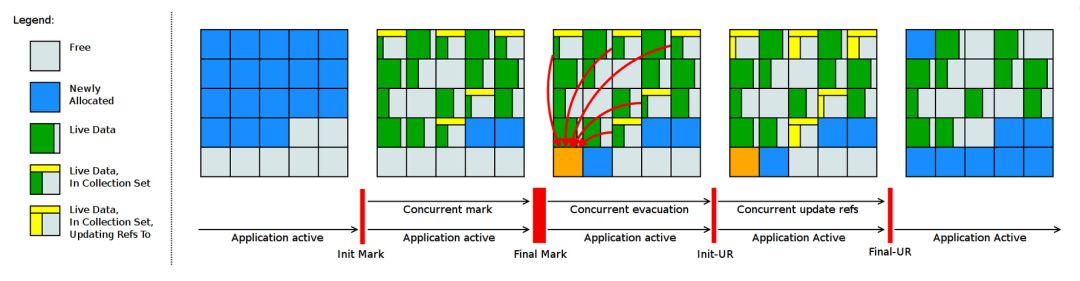 Legend:
Free
Newly
Allocated
Live Data
Live Data,
In Collection Set
Live Data,
In Collection Set,
Updating Refs To
Concurrent mark
Concurrent evacuation
Concurrent update refs
Application active
Application active
Application active
Application Active
Application Active
Init Mark
Final Mark
Init-UR
Final-UR